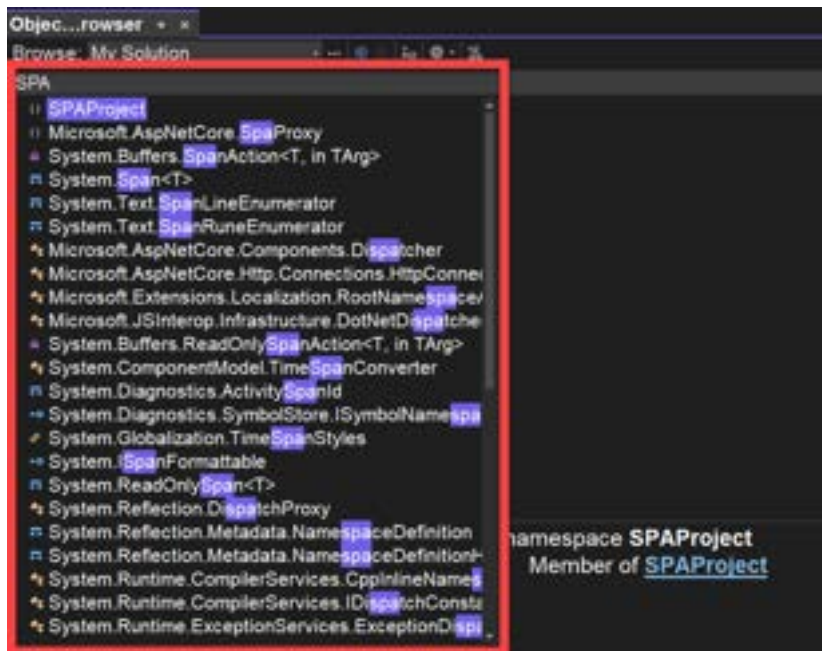 Objec...rowser
Browse: My Solution
SPA
SPAProject
Microsoft.AspNetCore.SpaProxy
System.Buffers.SpanAction<T, in TArg>
System.Span<T>
System.Text.SpanLineEnumerator
System.Text.SpanRuneEnumerator
Microsoft.AspNetCore.Components.Dispatcher
Microsoft.AspNetCore.Http.Connections.HttpConnec
Microsoft.Extensions.Localization.RootNamespaceA
Microsoft.JSInterop.Infrastructure.DotNetDispatche
System.Buffers.ReadOnlySpanAction<T, in TArg>
System.ComponentModel.TimeSpanConverter
System.Diagnostics.ActivitySpanId
System.Diagnostics.SymbolStore.ISymbolNamespa
System.Globalization.TimeSpanStyles
System.ISpanFormattable
System.ReadOnlySpan<T>
System.Reflection.DispatchProxy
System.Reflection.Metadata.NamespaceDefinition
System.Reflection.Metadata.NamespaceDefinitionH
System.Runtime.CompilerServices.CppInlineNames
System.Runtime.CompilerServices.IDispatchConsta
System.Runtime.ExceptionServices.ExceptionDispa
namespace SPAProject
Member of SPAProject